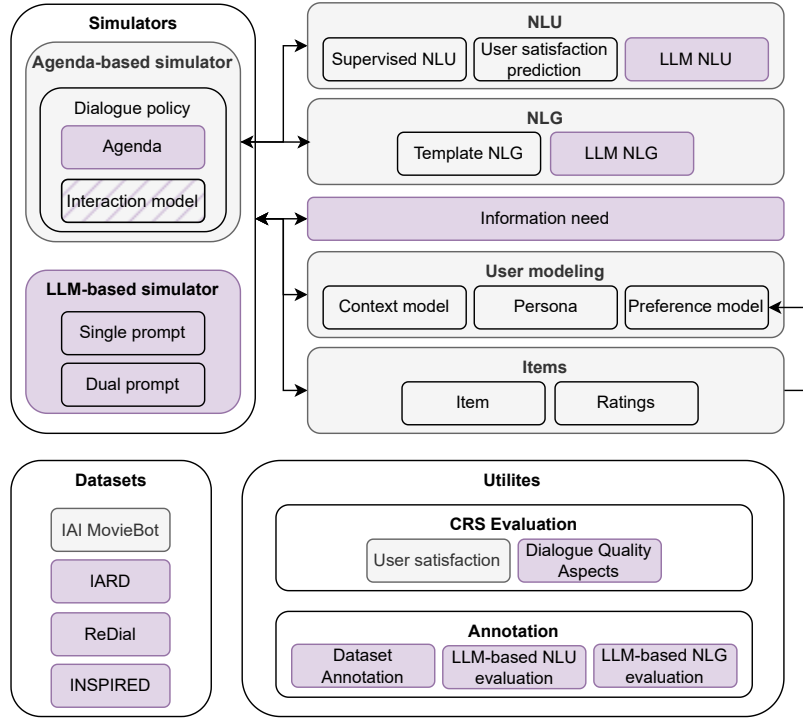 Simulators
Agenda-based simulator
Dialogue policy
Agenda
Interaction model
LLM-based simulator
Single prompt
Dual prompt
NLU
Supervised NLU
User satisfaction
prediction
LLM NLU
NLG
Template NLG
LLM NLG
Information need
User modeling
Context model
Persona
Preference model
Items
Item
Ratings
Datasets
IAI MovieBot
IARD
ReDial
INSPIRED
Utilites
CRS Evaluation
User satisfaction
Dialogue Quality
Aspects
Annotation
Dataset
Annotation
LLM-based NLU
evaluation
LLM-based NLG
evaluation